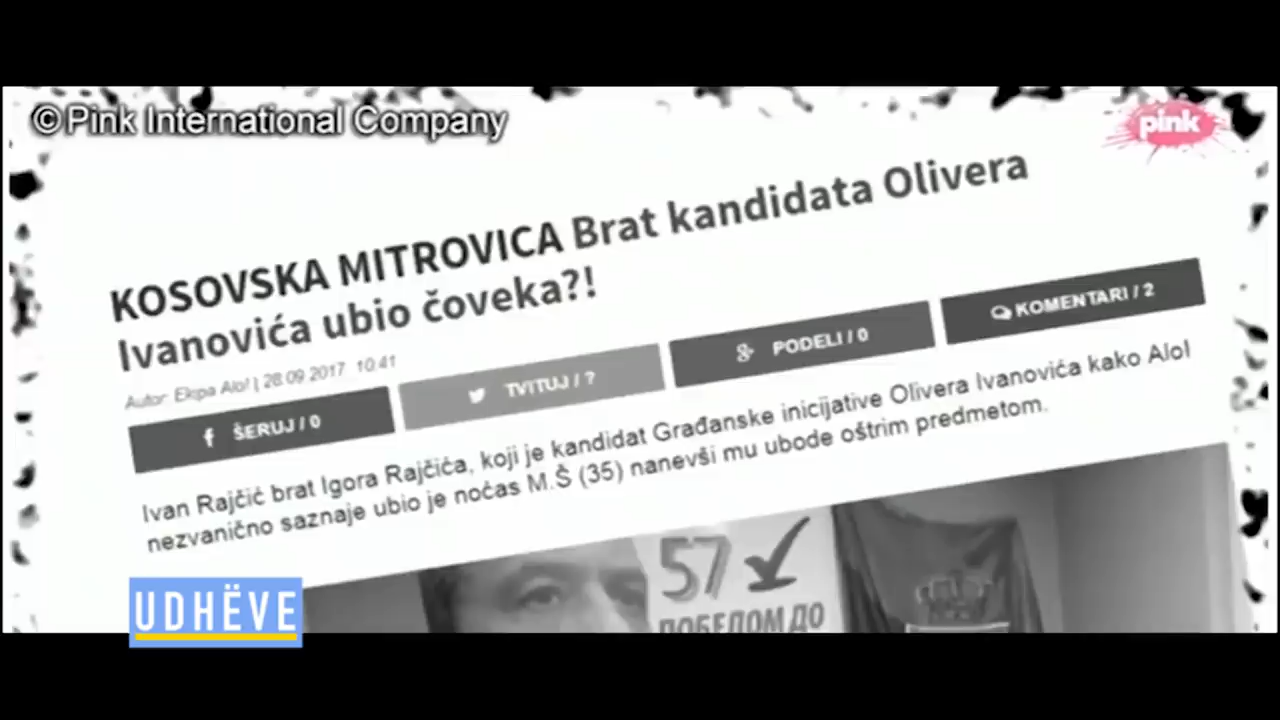 © Pink International Company
pink
KOSOVSKA MITROVICA Brat kandidata Olivera
Ivanovića ubio čoveka?!
Autor: Ekipa Alo! | 28.09.2017 10:41
ŠERUJ / 0
TVITUJ / ?
PODELI / 0
KOMENTARI / 2
Ivan Rajčić brat Igora Rajčića, koji je kandidat Građanske inicijative Olivera Ivanovića kako Alo!
nezvanično saznaje ubio je noćas M.Š (35) nanevši mu ubode oštrim predmetom.
57
ПОБЕДОМ ДО
UDHËVE